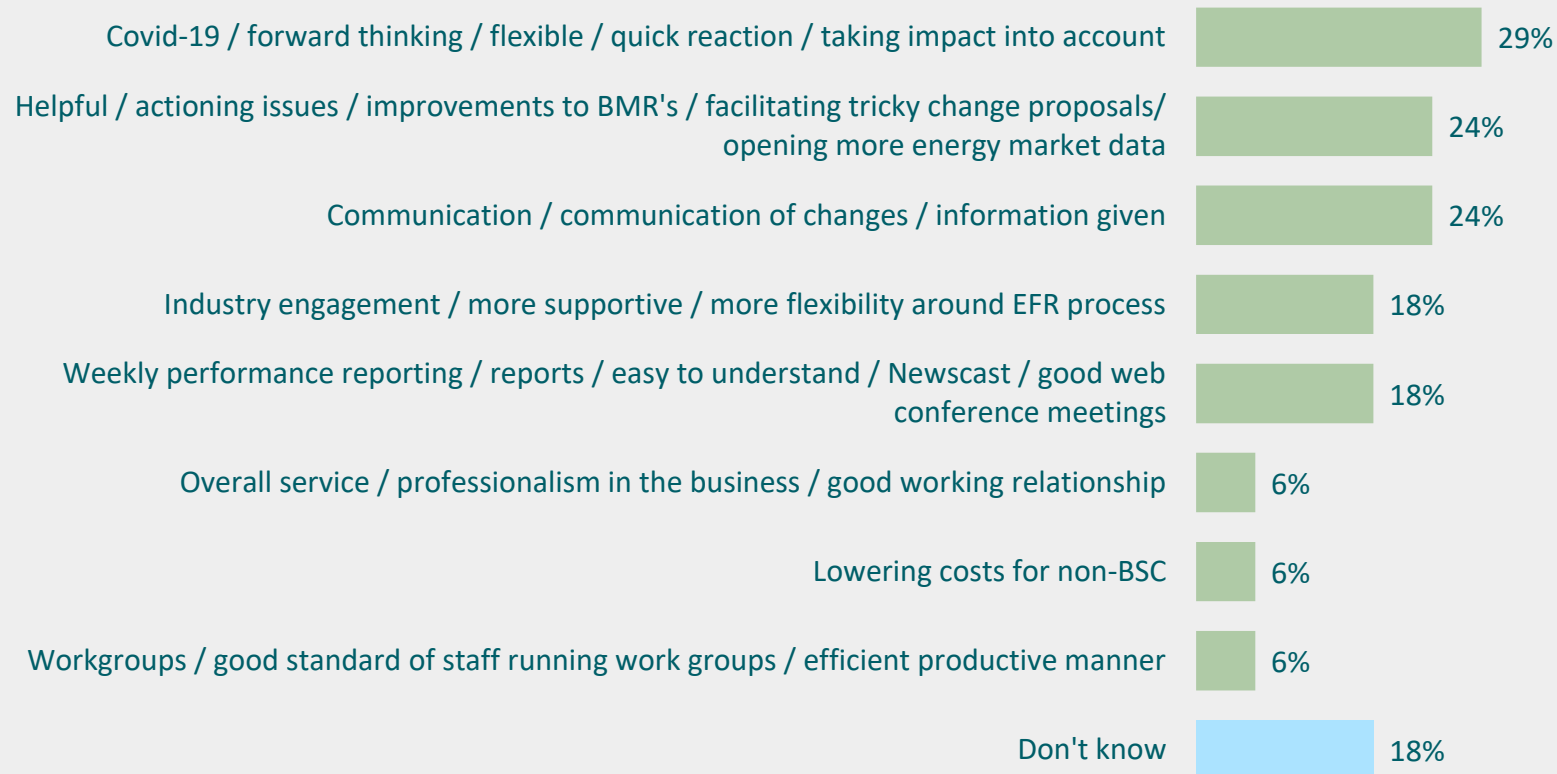 Covid-19 / forward thinking / flexible / quick reaction / taking impact into account 29%
Helpful / actioning issues / improvements to BMR's / facilitating tricky change proposals/
opening more energy market data 24%
Communication / communication of changes / information given 24%
Industry engagement / more supportive / more flexibility around EFR process 18%
Weekly performance reporting / reports / easy to understand / Newscast / good web
conference meetings 18%
Overall service / professionalism in the business / good working relationship 6%
Lowering costs for non-BSC 6%
Workgroups / good standard of staff running work groups / efficient productive manner 6%
Don't know 18%